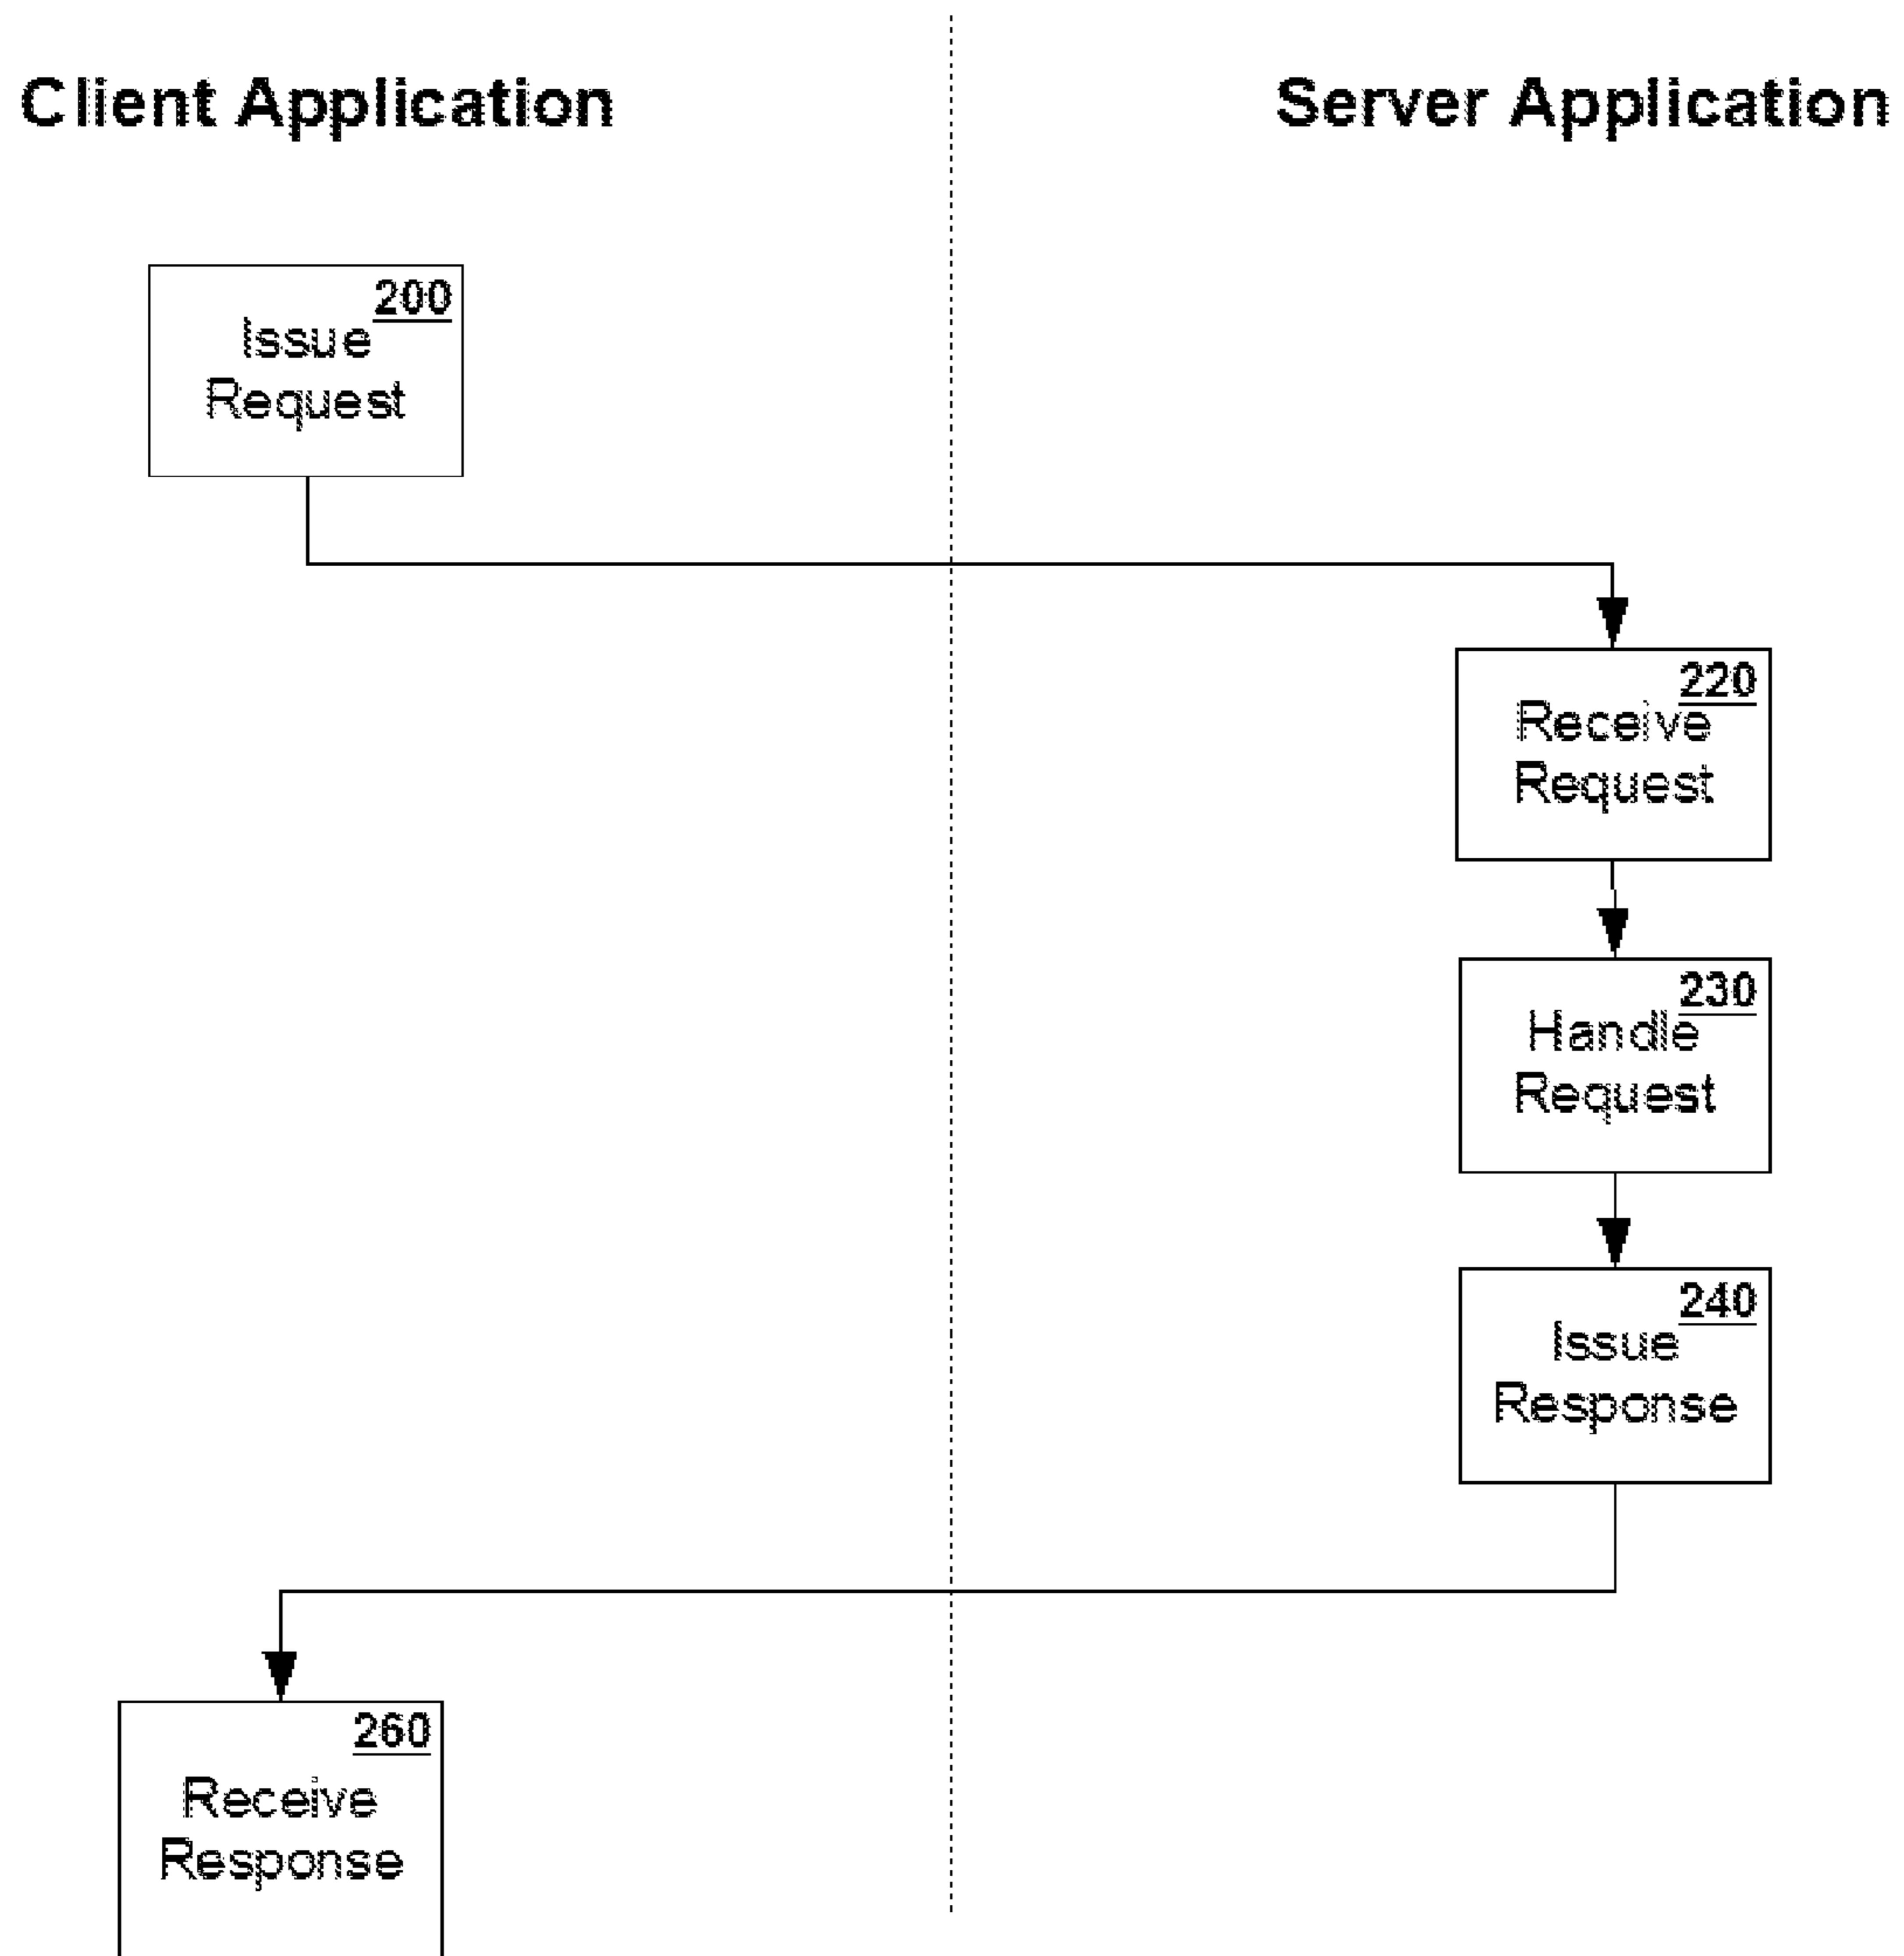 Client Application
Server Application
200
Issue
Request
220
Receive
Request
230
Handle
Request
240
Issue
Response
260
Receive
Response